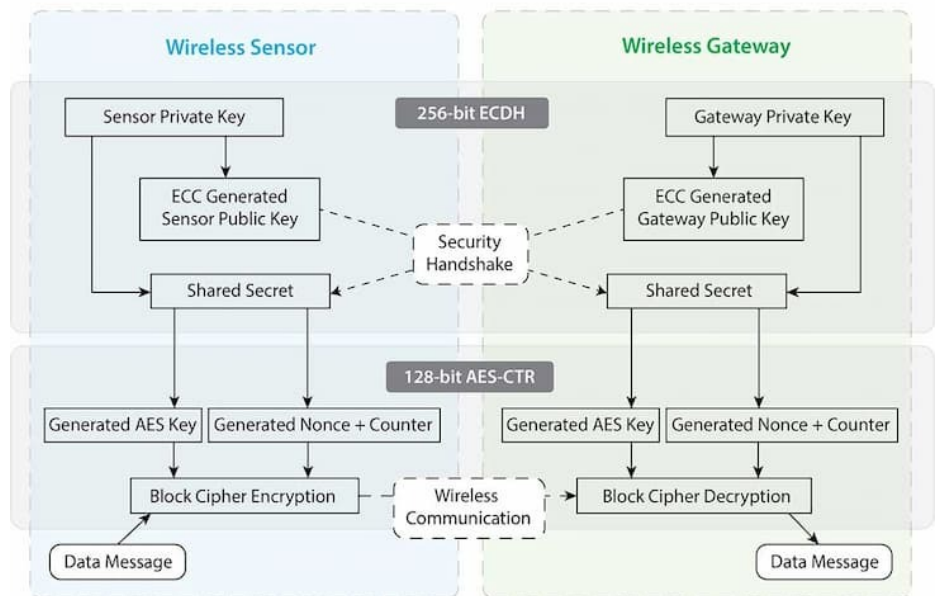 Wireless Sensor
Wireless Gateway
256-bit ECDH
Sensor Private Key
Gateway Private Key
ECC Generated
Sensor Public Key
ECC Generated
Gateway Public Key
Security
Handshake
Shared Secret
Shared Secret
128-bit AES-CTR
Generated AES Key
Generated Nonce + Counter
Generated AES Key
Generated Nonce + Counter
Block Cipher Encryption
Wireless
Communication
Block Cipher Decryption
Data Message
Data Message